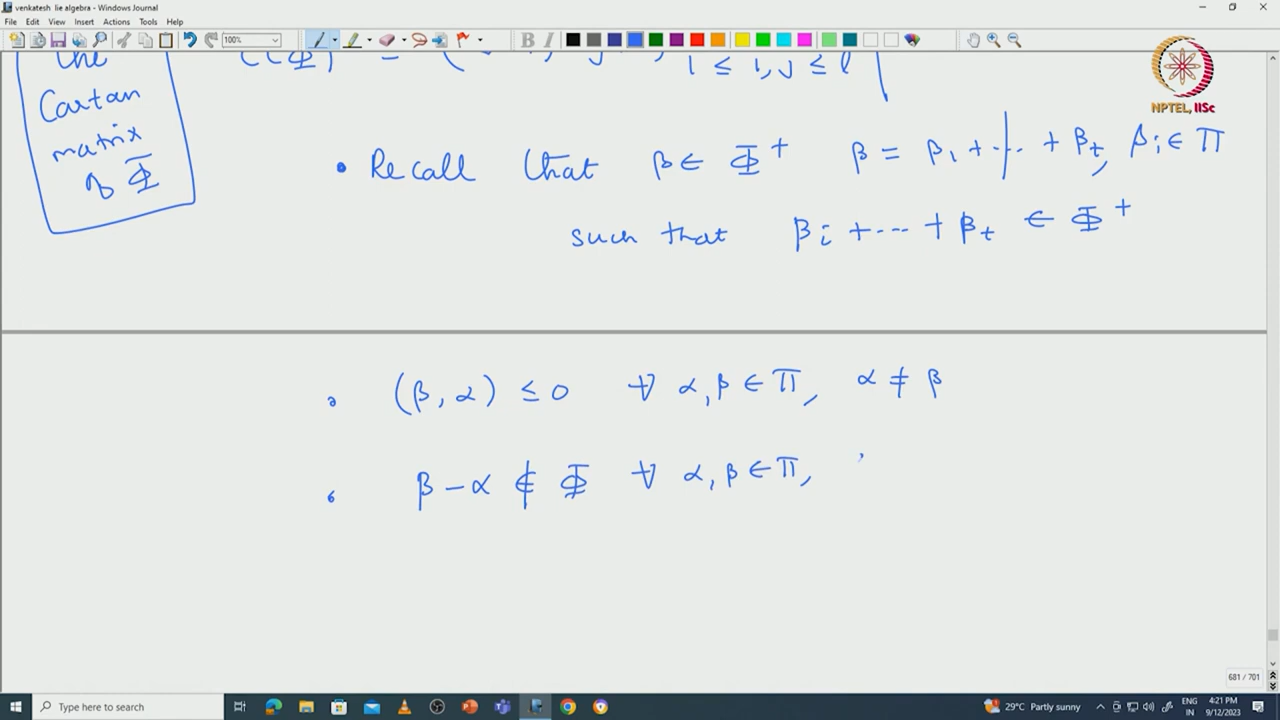 venkatesh lie algebra - Windows Journal
File Edit View Insert Actions Tools Help
100%
B I
NPTEL, IISc
the
Cartan
matrix
of Φ
1 ≤ i, j ≤ l
• Recall that β ∈ Φ⁺ β = β₁ + ... + βₜ, βᵢ ∈ Π
such that βᵢ + ... + βₜ ∈ Φ⁺
• (β, α) ≤ 0 ∀ α, β ∈ Π, α ≠ β
• β - α ∉ Φ ∀ α, β ∈ Π,
681 / 701
Type here to search
29°C Partly sunny
ENG
IN
4:21 PM
9/12/2023